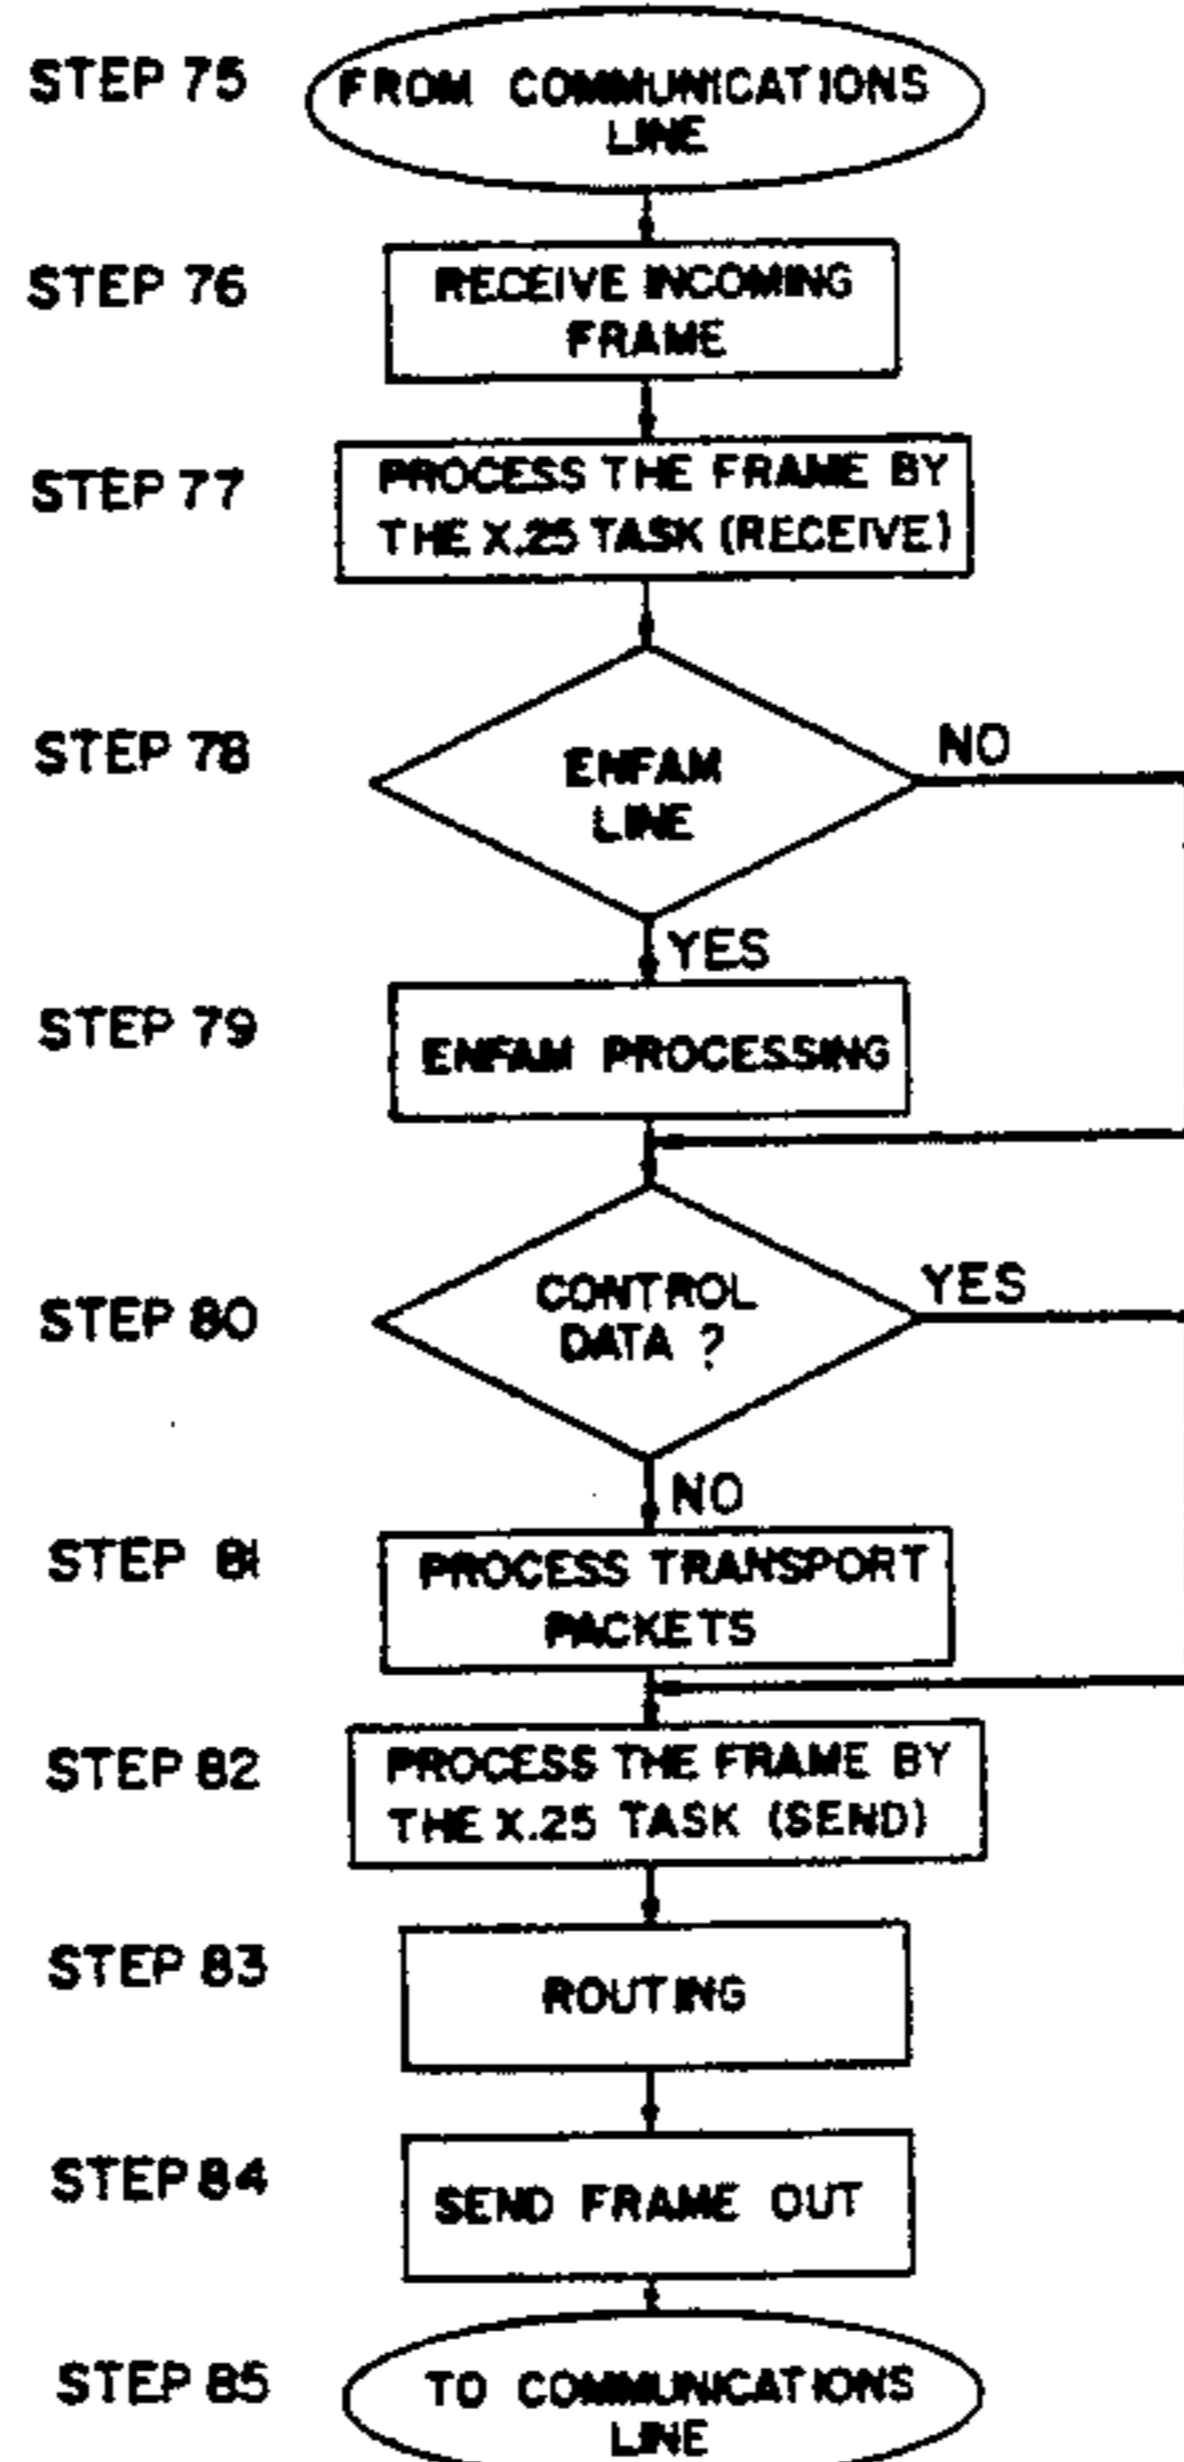 STEP 75
FROM COMMUNICATIONS
LINE
STEP 76
RECEIVE INCOMING
FRAME
STEP 77
PROCESS THE FRAME BY
THE X.25 TASK (RECEIVE)
STEP 78
ENFAM
LINE
NO
YES
STEP 79
ENFAM PROCESSING
STEP 80
CONTROL
DATA ?
YES
NO
STEP 81
PROCESS TRANSPORT
PACKETS
STEP 82
PROCESS THE FRAME BY
THE X.25 TASK (SEND)
STEP 83
ROUTING
STEP 84
SEND FRAME OUT
STEP 85
TO COMMUNICATIONS
LINE